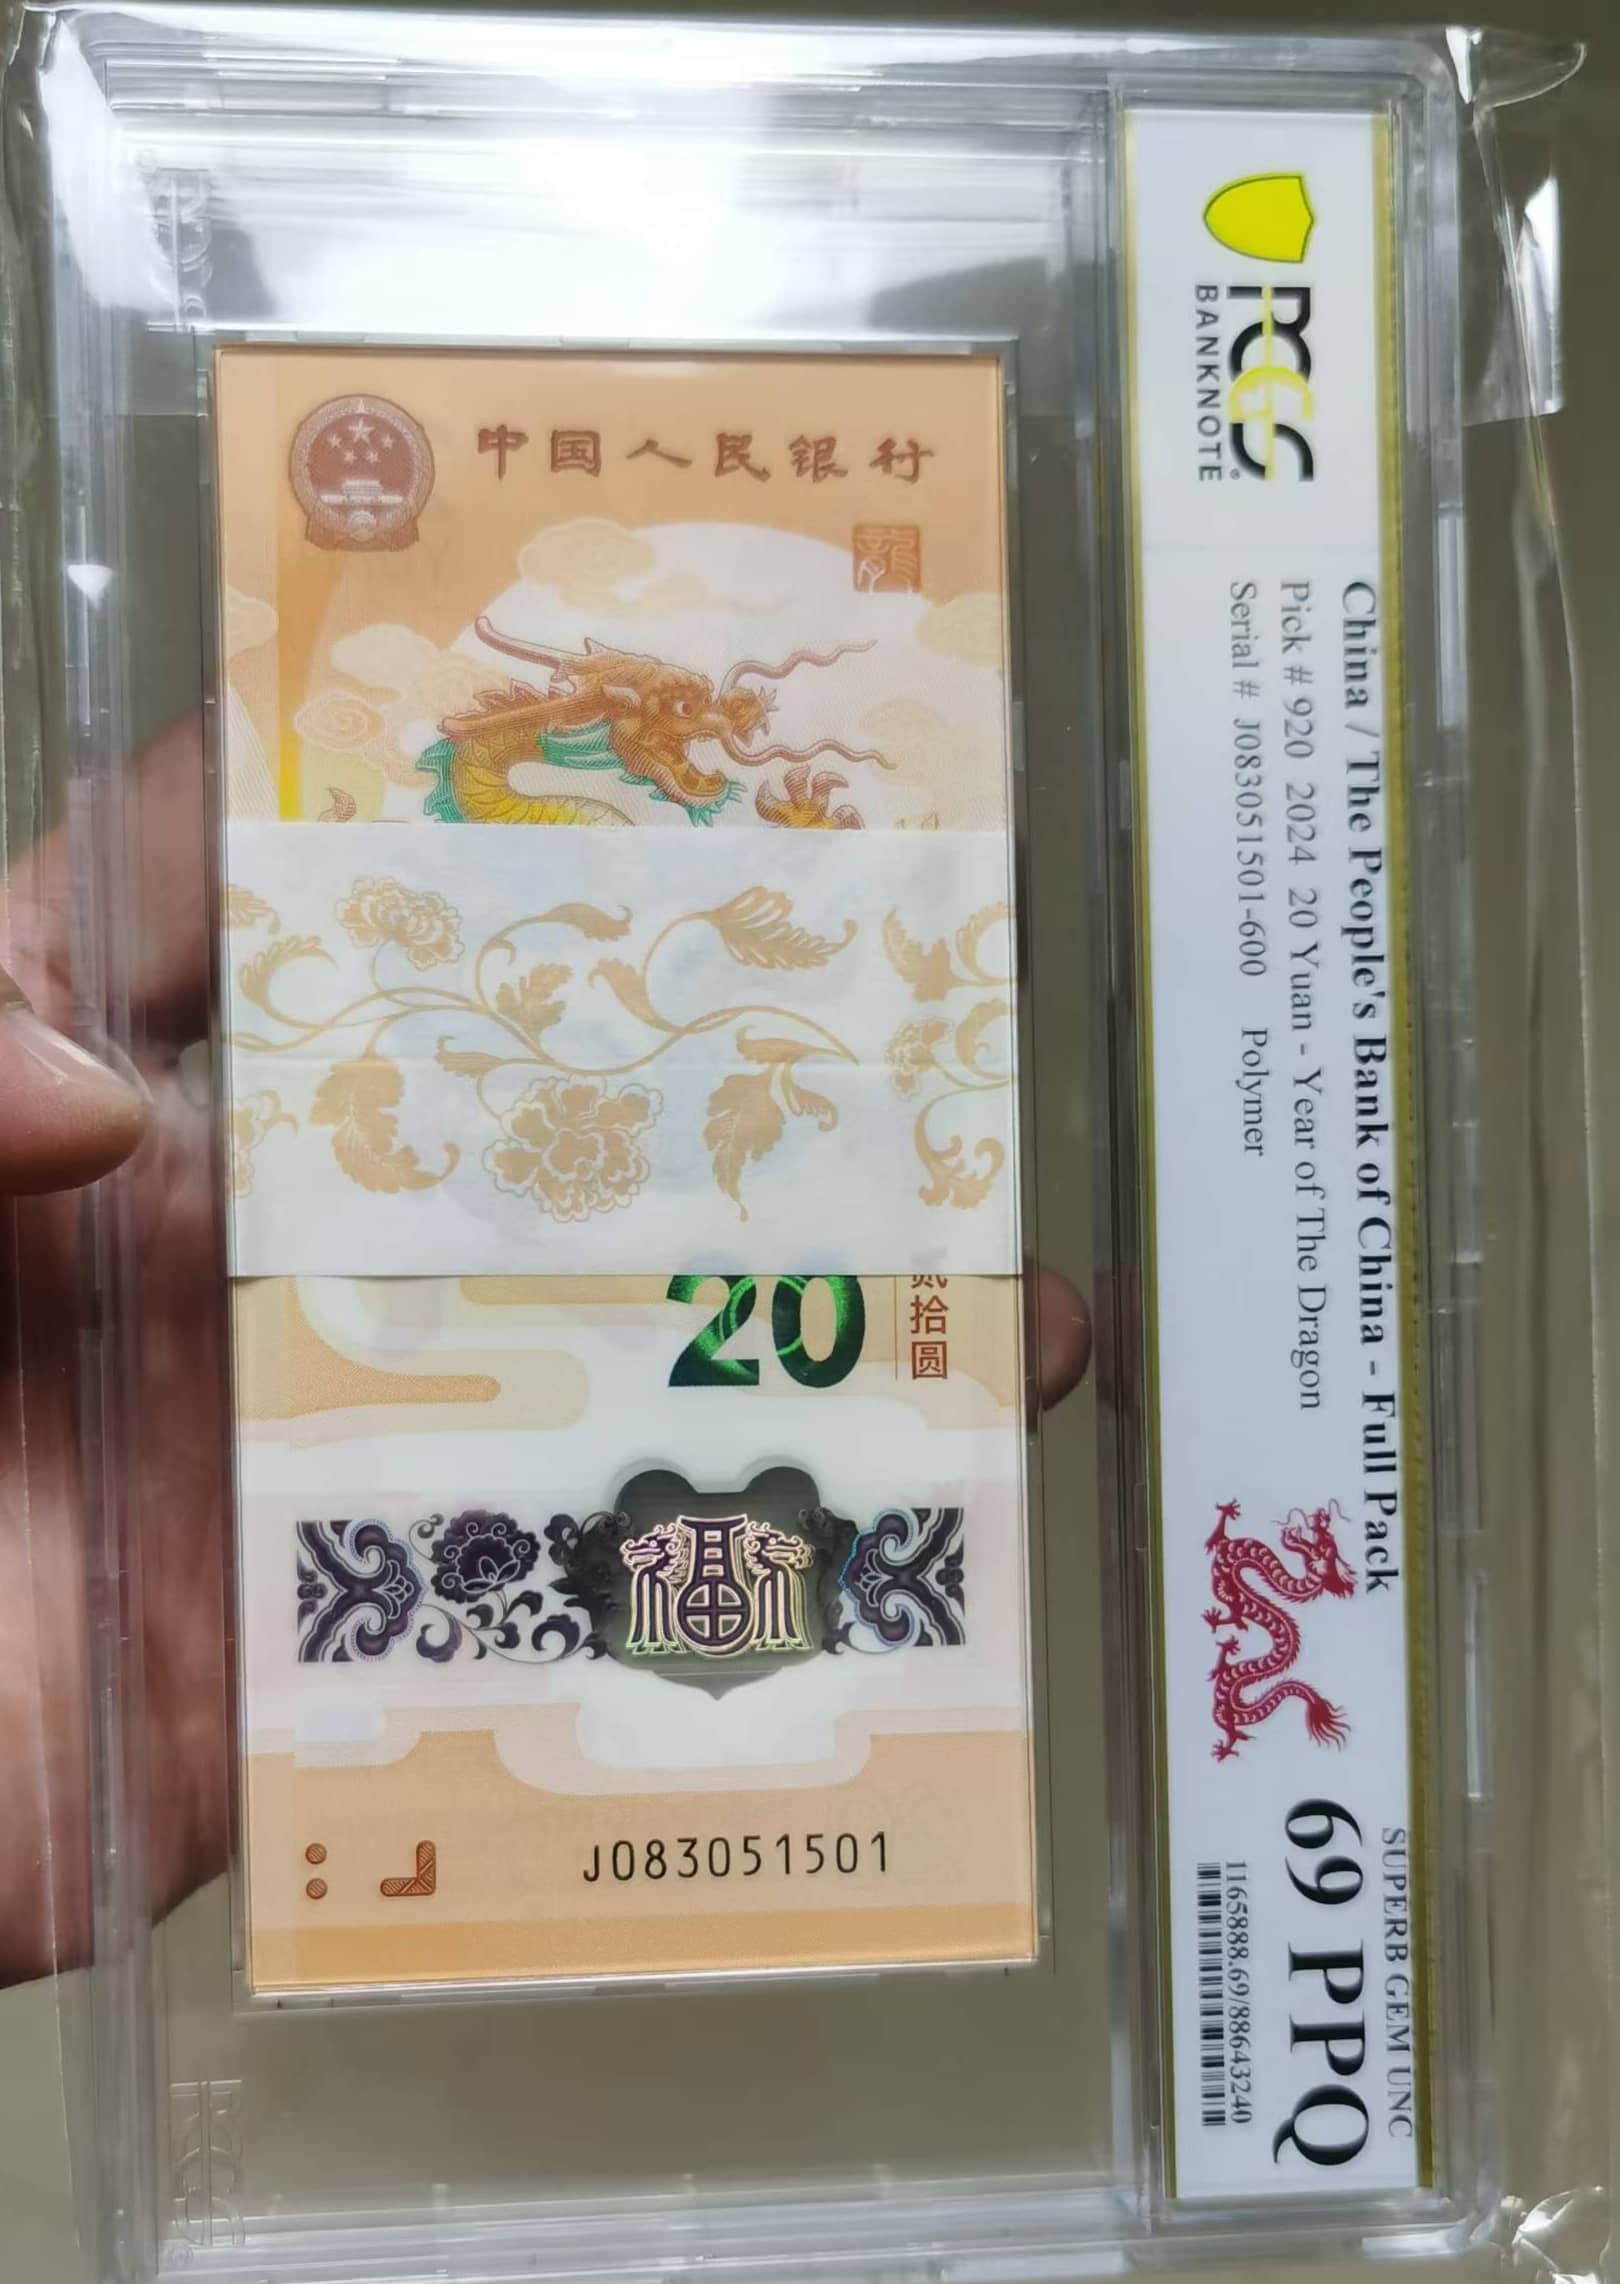 中国人民银行
龍
20
贰拾圆
福
J083051501
PCGS
BANKNOTE
China / The People's Bank of China - Full Pack
Pick # 920 2024 20 Yuan - Year of The Dragon
Serial # J083051501-600 Polymer
SUPERB GEM UNC
69 PPQ
1165888.69/88643240